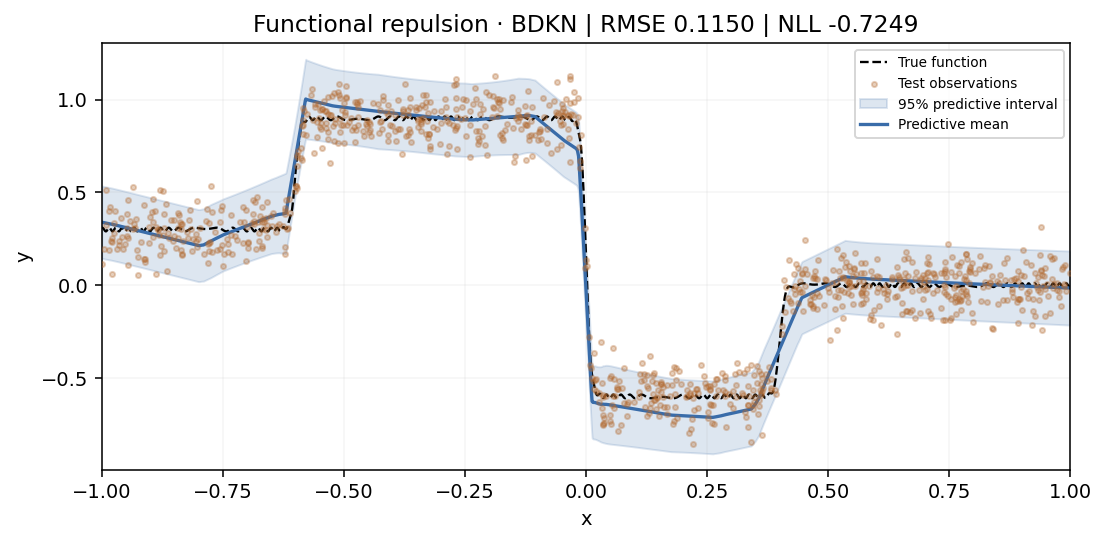 Functional repulsion · BDKN | RMSE 0.1150 | NLL -0.7249
True function
Test observations
95% predictive interval
Predictive mean
y
1.0
0.5
0.0
−0.5
−1.00 −0.75 −0.50 −0.25 0.00 0.25 0.50 0.75 1.00
x